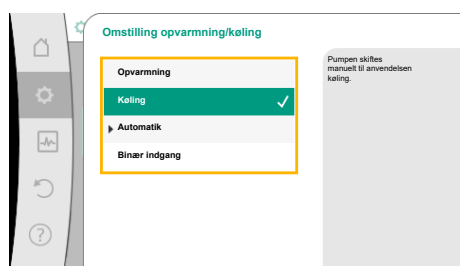 Omstilling opvarmning/køling
Opvarmning
Køling
Automatik
Binær indgang
Pumpen skiftes
manuelt til anvendelsen
køling.